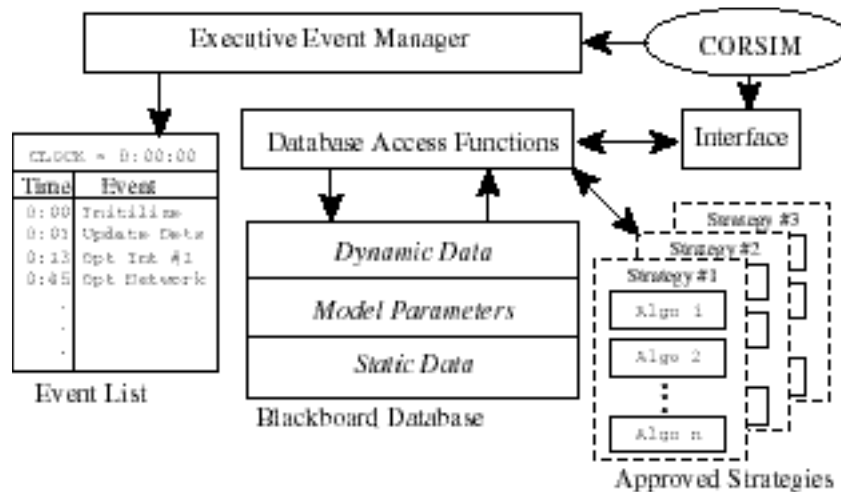 Executive Event Manager
CORSIM
Database Access Functions
Interface
CLOCK = 0:00:00
Time Event
0:00 Initilize
0:01 Update Dets
0:13 Opt Int #1
0:45 Opt Network
.
.
.
Event List
Dynamic Data
Model Parameters
Static Data
Blackboard Database
Strategy #3
Strategy #2
Strategy #1
Algo 1
Algo 2
Algo n
Approved Strategies